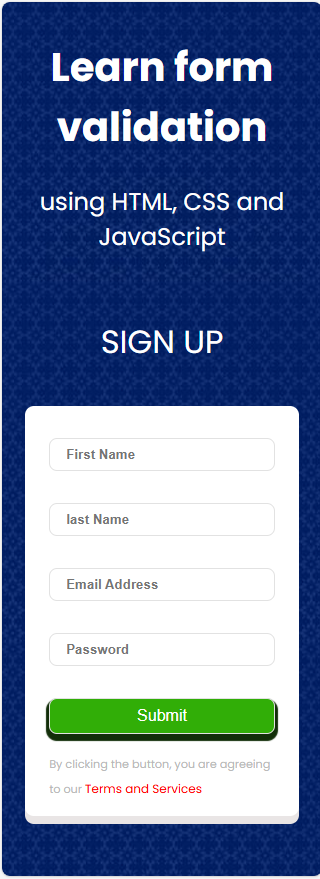 Learn form
validation
using HTML, CSS and
JavaScript
SIGN UP
First Name
last Name
Email Address
Password
Submit
By clicking the button, you are agreeing
to our Terms and Services